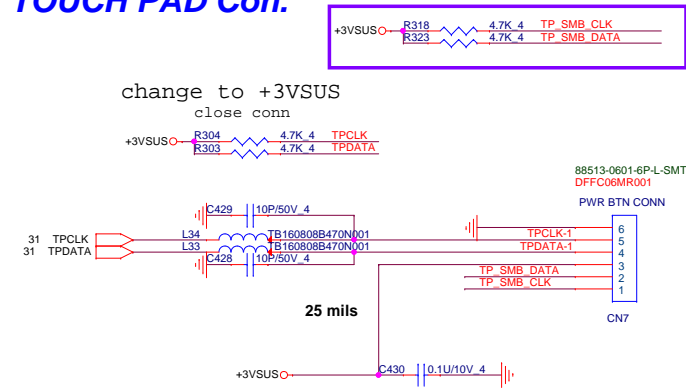 TOUCH PAD Con.
+3VSUS
R318 4.7K_4 TP_SMB_CLK
R323 4.7K_4 TP_SMB_DATA
change to +3VSUS
close conn
+3VSUS
R304 4.7K_4 TPCLK
R303 4.7K_4 TPDATA
88513-0601-6P-L-SMT
DFFC06MR001
PWR BTN CONN
C429 10P/50V_4
31 TPCLK L34 TB160808B470N001 TPCLK-1
31 TPDATA L33 TB160808B470N001 TPDATA-1
C428 10P/50V_4
6
5
4
3
2
1
TP_SMB_DATA
TP_SMB_CLK
25 mils
CN7
+3VSUS C430 0.1U/10V_4